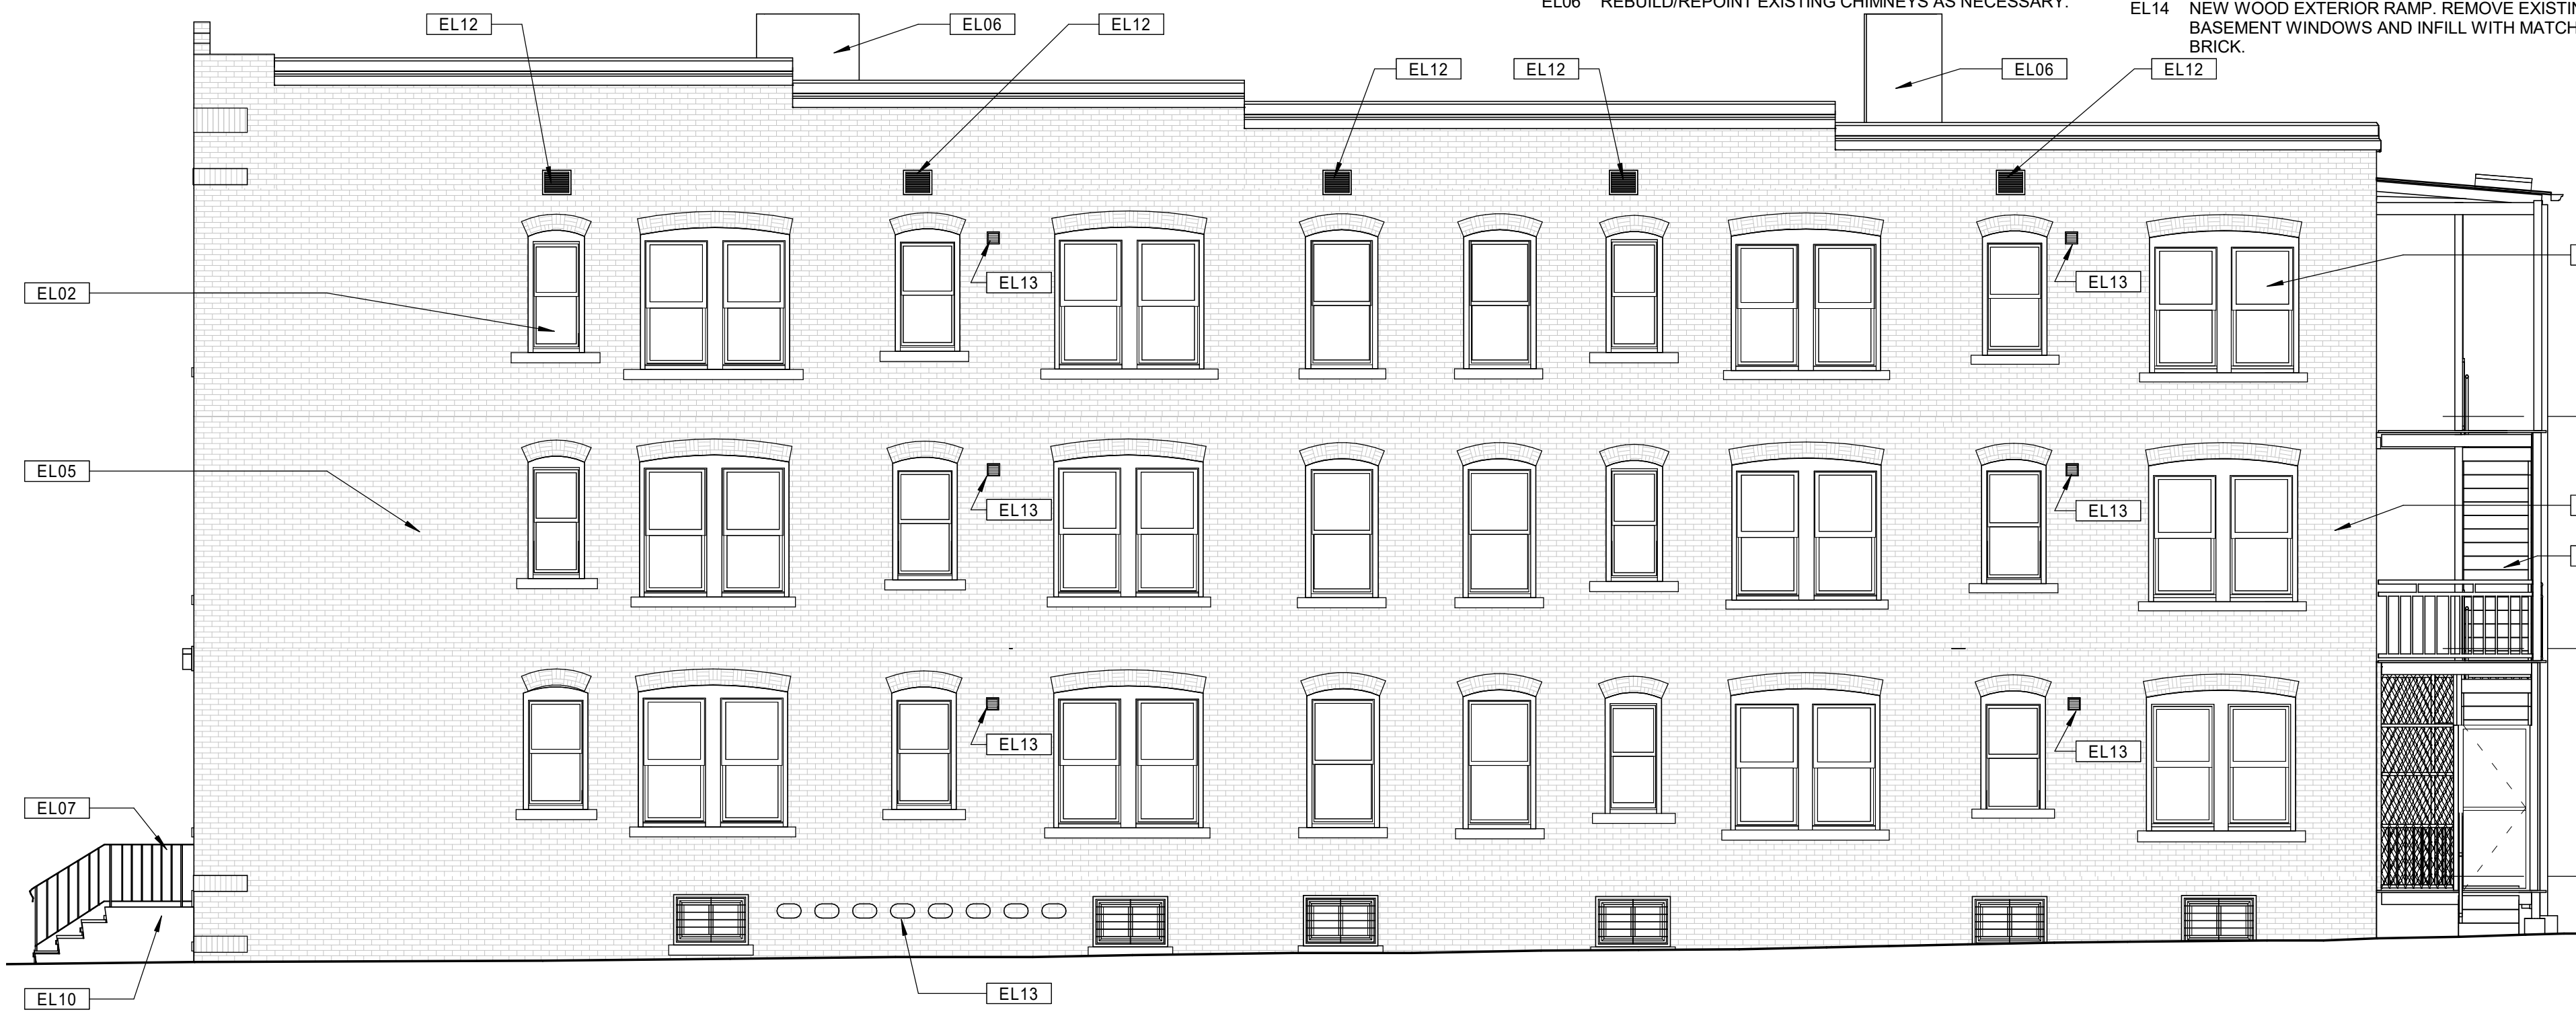 EL06 REBUILD/REPOINT EXISTING CHIMNEYS AS NECESSARY.
EL14 NEW WOOD EXTERIOR RAMP. REMOVE EXISTIN
BASEMENT WINDOWS AND INFILL WITH MATCH
BRICK.
EL12
EL06
EL12
EL12
EL12
EL06
EL12
EL02
EL13
EL13
EL05
EL13
EL13
EL13
EL13
EL07
EL10
EL13